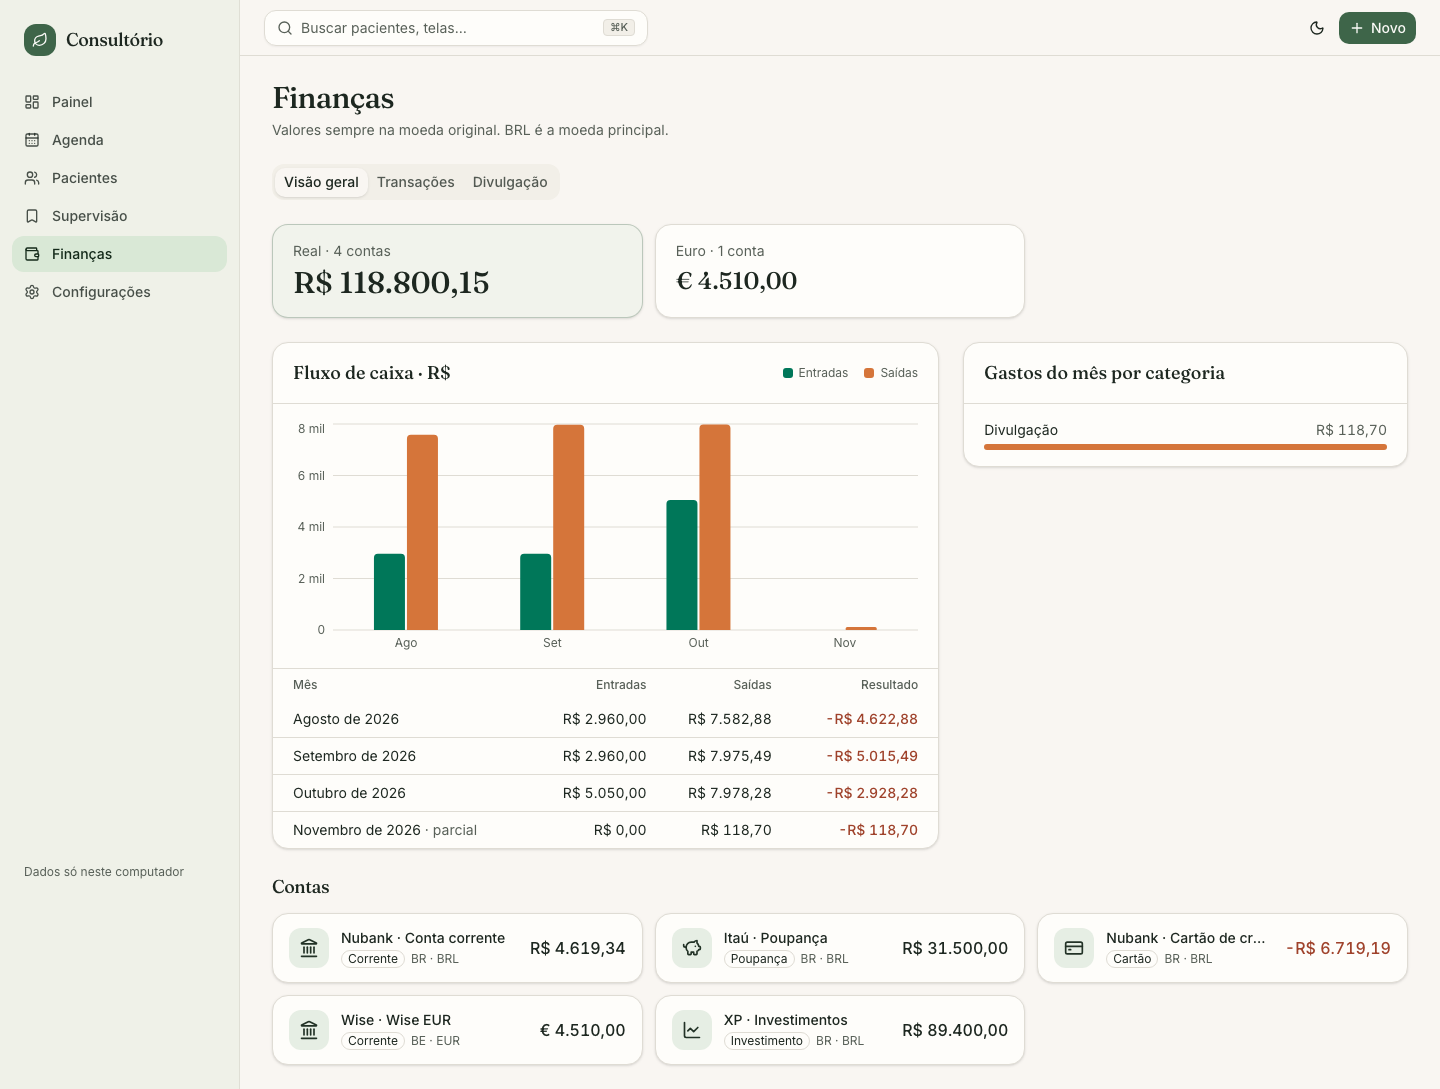 Consultório
Buscar pacientes, telas...
⌘K
Novo
Painel
Agenda
Pacientes
Supervisão
Finanças
Configurações
Dados só neste computador
Finanças
Valores sempre na moeda original. BRL é a moeda principal.
Visão geral Transações Divulgação
Real · 4 contas
R$ 118.800,15
Euro · 1 conta
€ 4.510,00
Fluxo de caixa · R$
Entradas Saídas
8 mil
6 mil
4 mil
2 mil
0
Ago Set Out Nov
Mês Entradas Saídas Resultado
Agosto de 2026 R$ 2.960,00 R$ 7.582,88 -R$ 4.622,88
Setembro de 2026 R$ 2.960,00 R$ 7.975,49 -R$ 5.015,49
Outubro de 2026 R$ 5.050,00 R$ 7.978,28 -R$ 2.928,28
Novembro de 2026 · parcial R$ 0,00 R$ 118,70 -R$ 118,70
Gastos do mês por categoria
Divulgação R$ 118,70
Contas
Nubank · Conta corrente
Corrente BR · BRL
R$ 4.619,34
Itaú · Poupança
Poupança BR · BRL
R$ 31.500,00
Nubank · Cartão de cr...
Cartão BR · BRL
-R$ 6.719,19
Wise · Wise EUR
Corrente BE · EUR
€ 4.510,00
XP · Investimentos
Investimento BR · BRL
R$ 89.400,00